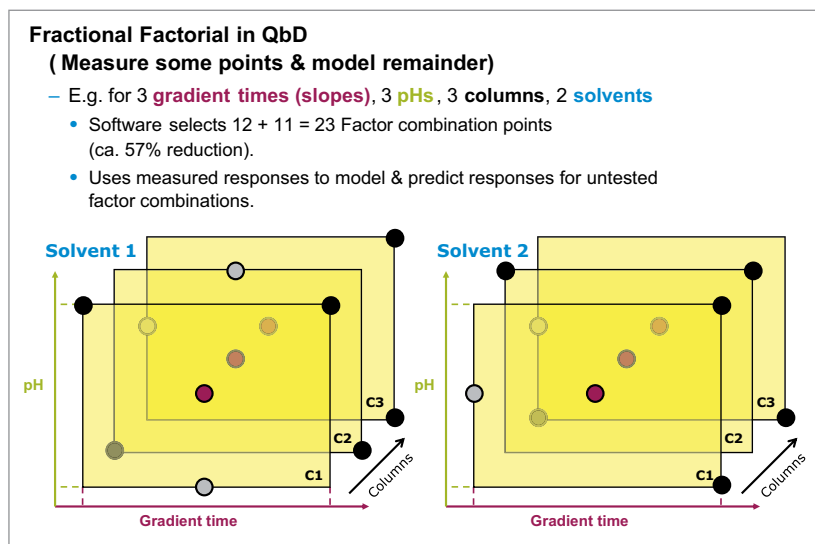 Fractional Factorial in QbD
( Measure some points & model remainder)
– E.g. for 3 gradient times (slopes), 3 pHs, 3 columns, 2 solvents
• Software selects 12 + 11 = 23 Factor combination points
(ca. 57% reduction).
• Uses measured responses to model & predict responses for untested
factor combinations.
Solvent 1
pH
C3
C2
C1
Columns
Gradient time
Solvent 2
pH
C3
C2
C1
Columns
Gradient time